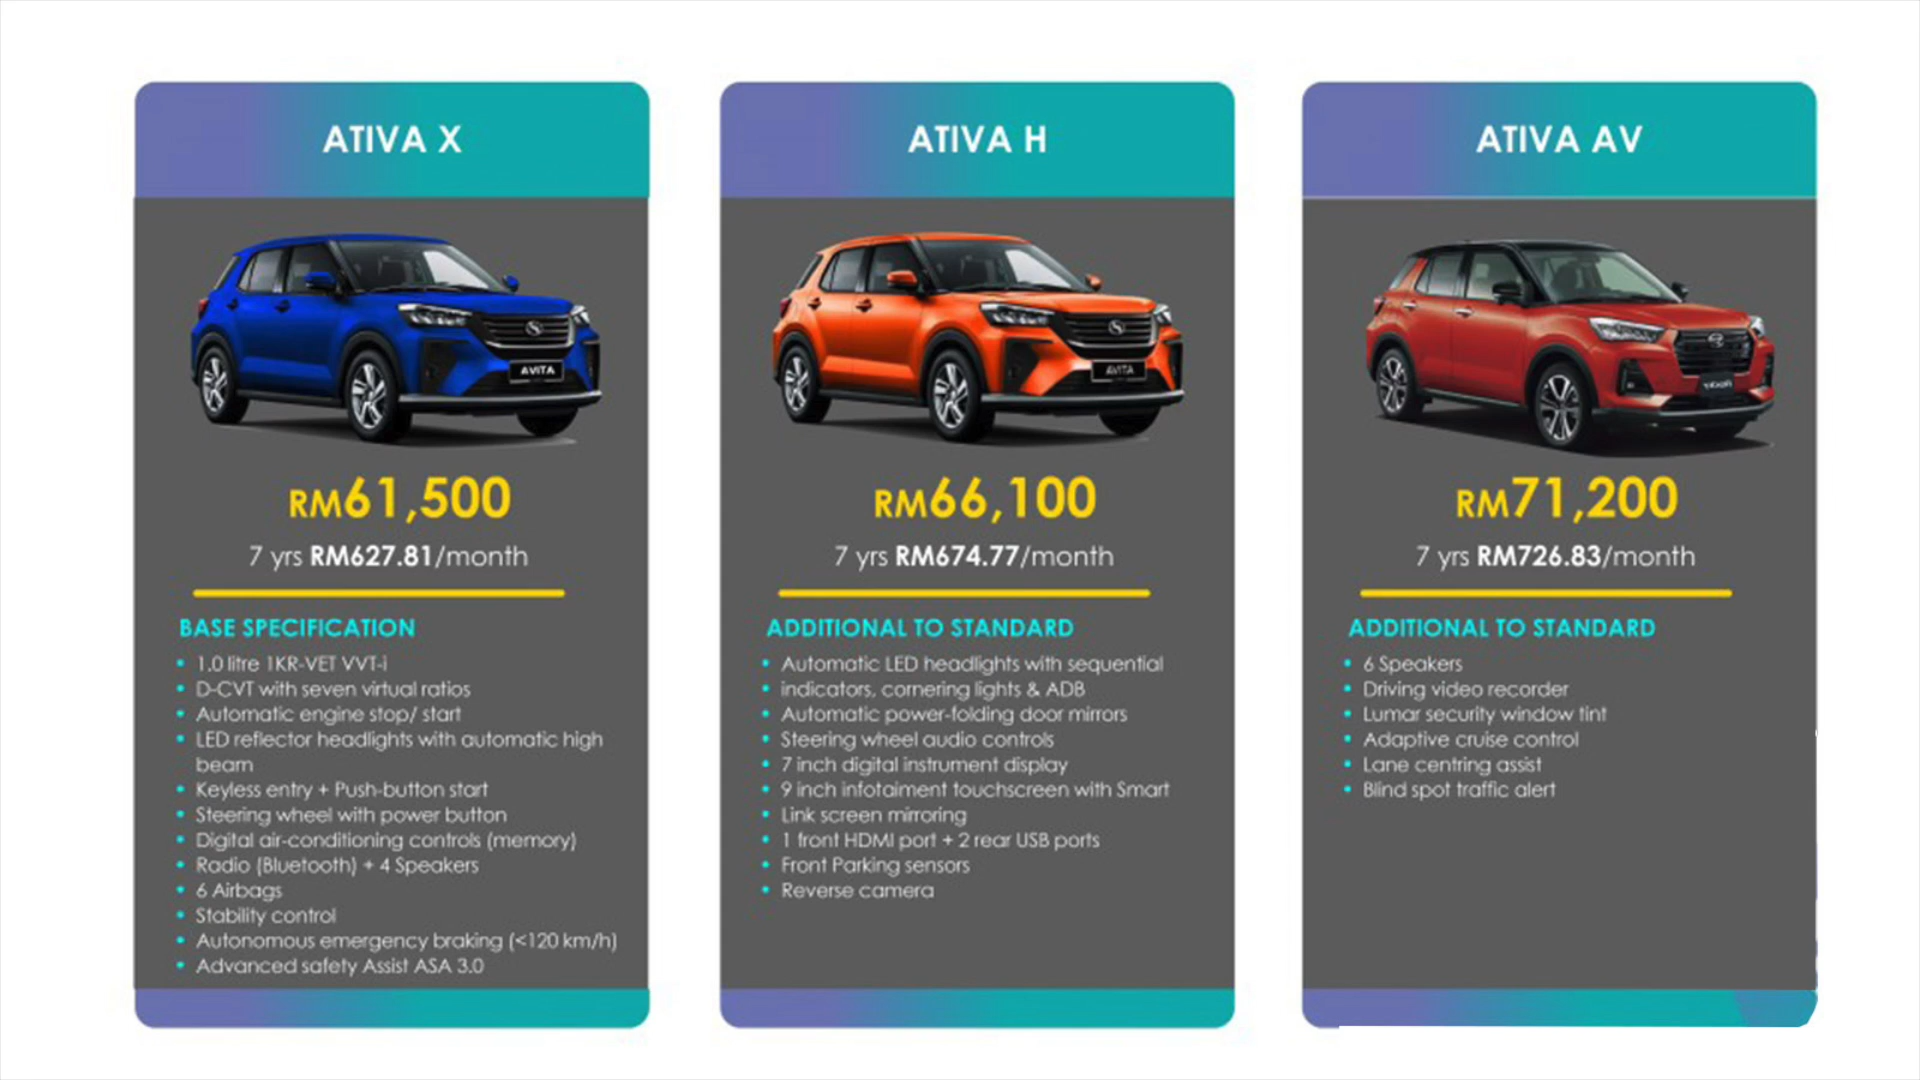 ATIVA X
RM61,500
7 yrs RM627.81/month
BASE SPECIFICATION
• 1.0 litre 1KR-VET VVT-i
• D-CVT with seven virtual ratios
• Automatic engine stop/ start
• LED reflector headlights with automatic high
beam
• Keyless entry + Push-button start
• Steering wheel with power button
• Digital air-conditioning controls (memory)
• Radio (Bluetooth) + 4 Speakers
• 6 Airbags
• Stability control
• Autonomous emergency braking (<120 km/h)
• Advanced safety Assist ASA 3.0
AVITA
ATIVA H
AVITA
RM66,100
7 yrs RM674.77/month
ADDITIONAL TO STANDARD
• Automatic LED headlights with sequential
• indicators, cornering lights & ADB
• Automatic power-folding door mirrors
• Steering wheel audio controls
• 7 inch digital instrument display
• 9 inch infotaiment touchscreen with Smart
• Link screen mirroring
• 1 front HDMI port + 2 rear USB ports
• Front Parking sensors
• Reverse camera
ATIVA AV
RM71,200
7 yrs RM726.83/month
ADDITIONAL TO STANDARD
• 6 Speakers
• Driving video recorder
• Lumar security window tint
• Adaptive cruise control
• Lane centring assist
• Blind spot traffic alert